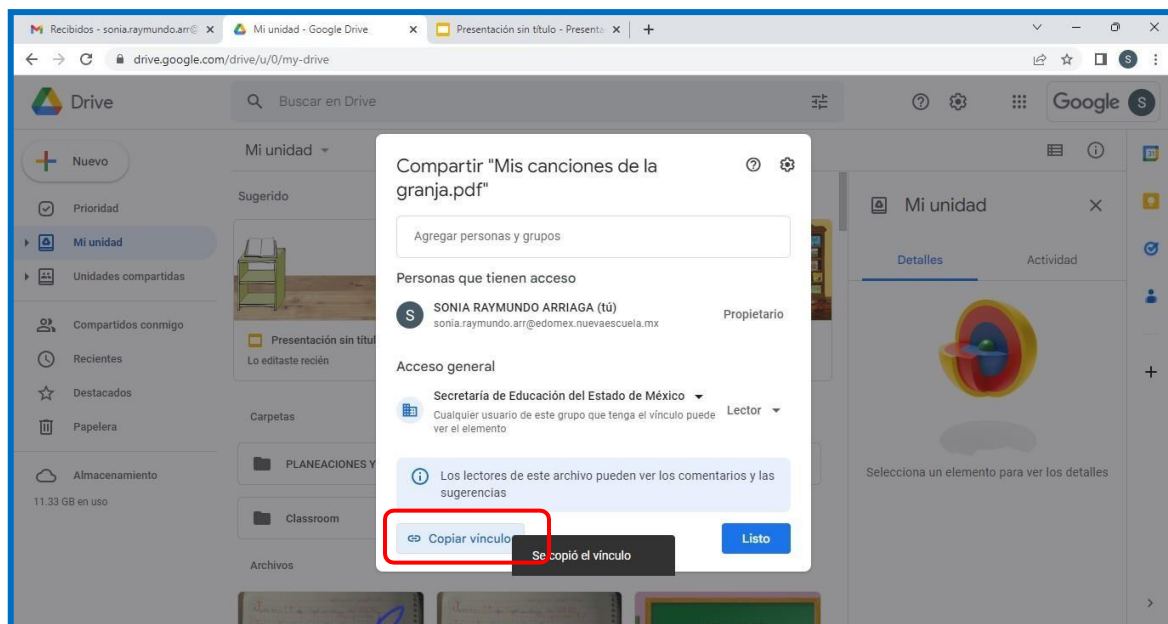 Recibidos - sonia.raymundo.arr@
Mi unidad - Google Drive
Presentación sin título - Presenta
drive.google.com/drive/u/0/my-drive
S
Drive
Buscar en Drive
Google
S
Nuevo
Prioridad
Mi unidad
Unidades compartidas
Compartidos conmigo
Recientes
Destacados
Papelera
Almacenamiento
11.33 GB en uso
Mi unidad
Sugerido
Presentación sin títul
Lo editaste recién
Carpetas
PLANEACIONES Y
Classroom
Archivos
Compartir "Mis canciones de la
granja.pdf"
Agregar personas y grupos
Personas que tienen acceso
S
SONIA RAYMUNDO ARRIAGA (tú)
sonia.raymundo.arr@edomex.nuevaescuela.mx
Propietario
Acceso general
Secretaría de Educación del Estado de México
Cualquier usuario de este grupo que tenga el vínculo puede
ver el elemento
Lector
Los lectores de este archivo pueden ver los comentarios y las
sugerencias
Copiar vínculo
Listo
Se copió el vínculo
Mi unidad
Detalles
Actividad
Selecciona un elemento para ver los detalles
31